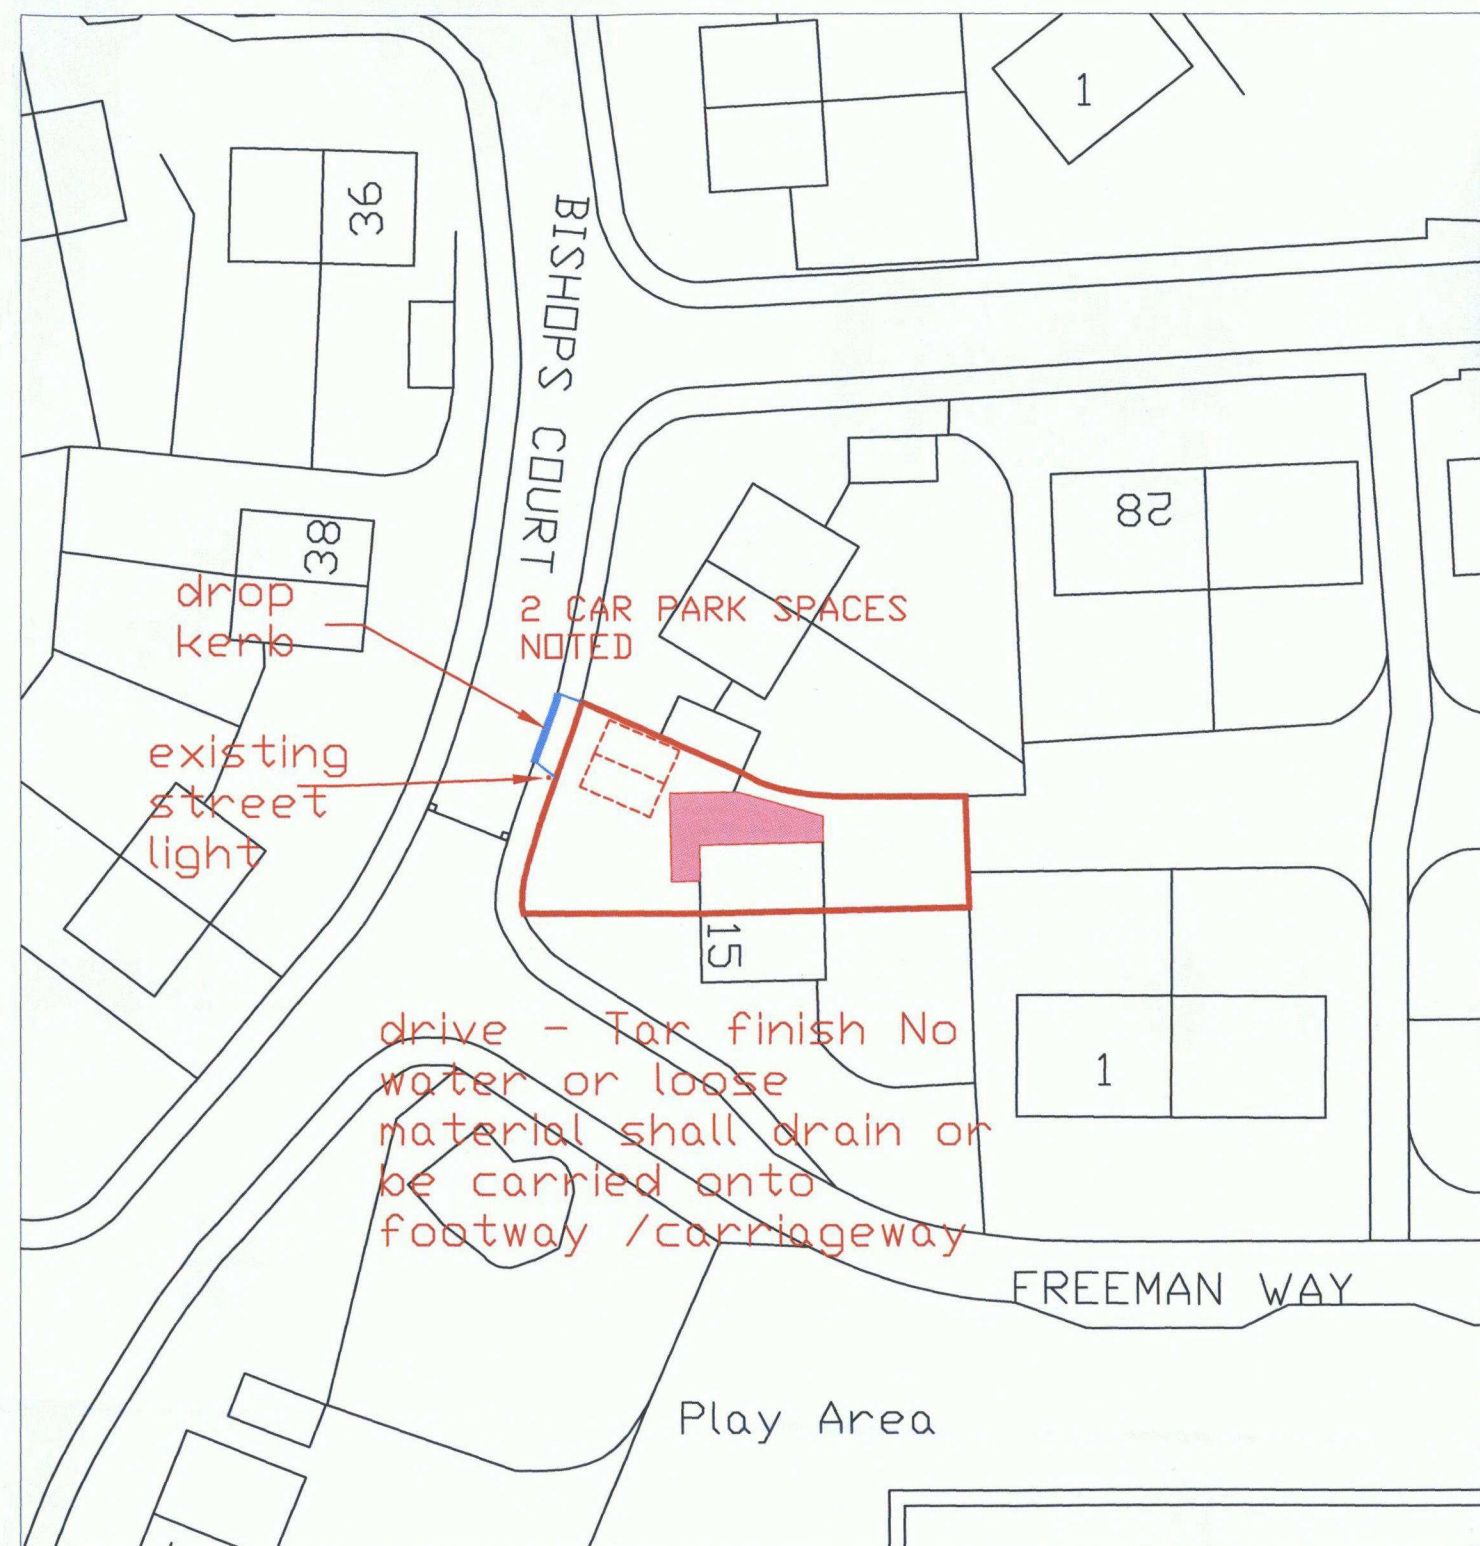 1
36
BISHOPS COURT
28
38
drop
kerb
2 CAR PARK SPACES
NOTED
existing
street
light
15
drive - Tar finish No
water or loose
material shall drain or
be carried onto
footway /carriageway
1
FREEMAN WAY
Play Area